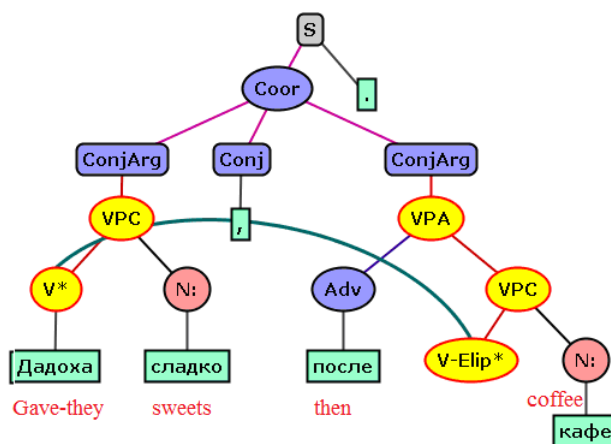 S
Coor
.
ConjArg
Conj
ConjArg
VPC
,
VPA
V*
N:
Adv
VPC
Дадоха
сладко
после
V-Elip*
N:
Gave-they
sweets
then
coffee
кафе